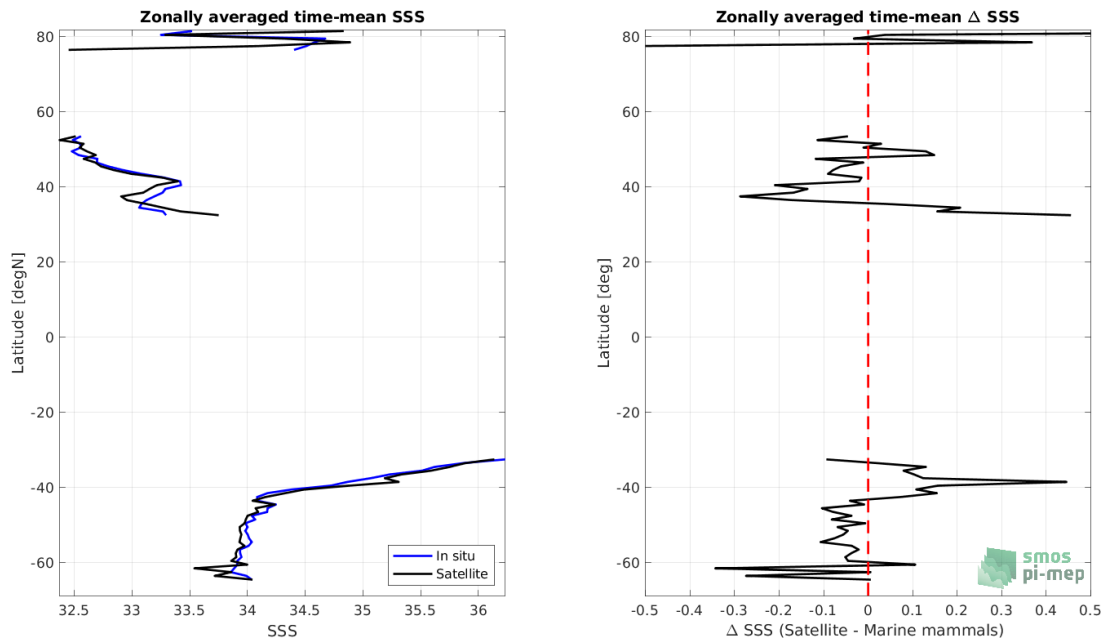 Zonally averaged time-mean SSS
80
60
40
20
0
-20
-40
-60
Latitude [degN]
32.5 33 33.5 34 34.5 35 35.5 36
SSS
In situ
Satellite
Zonally averaged time-mean Δ SSS
80
60
40
20
0
-20
-40
-60
Latitude [deg]
-0.5 -0.4 -0.3 -0.2 -0.1 0 0.1 0.2 0.3 0.4 0.5
Δ SSS (Satellite - Marine mammals)
smos
pi-mep